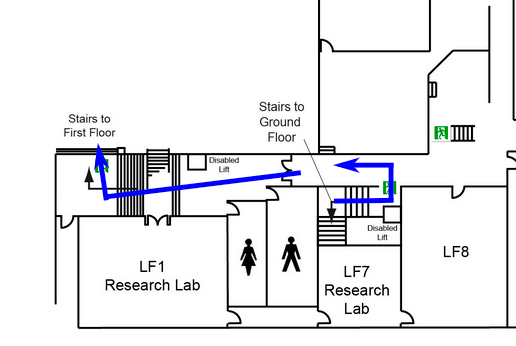 Stairs to
First Floor
Stairs to
Ground
Floor
Disabled
Lift
Disabled
Lift
LF1
Research Lab
LF7
Research
Lab
LF8